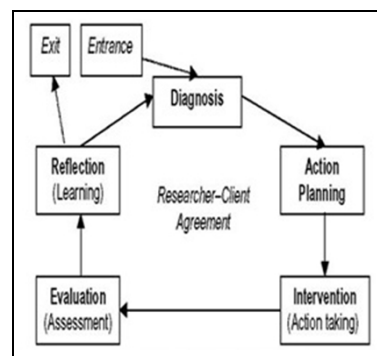 Exit
Entrance
Diagnosis
Reflection
(Learning)
Action
Planning
Researcher–Client
Agreement
Evaluation
(Assessment)
Intervention
(Action taking)